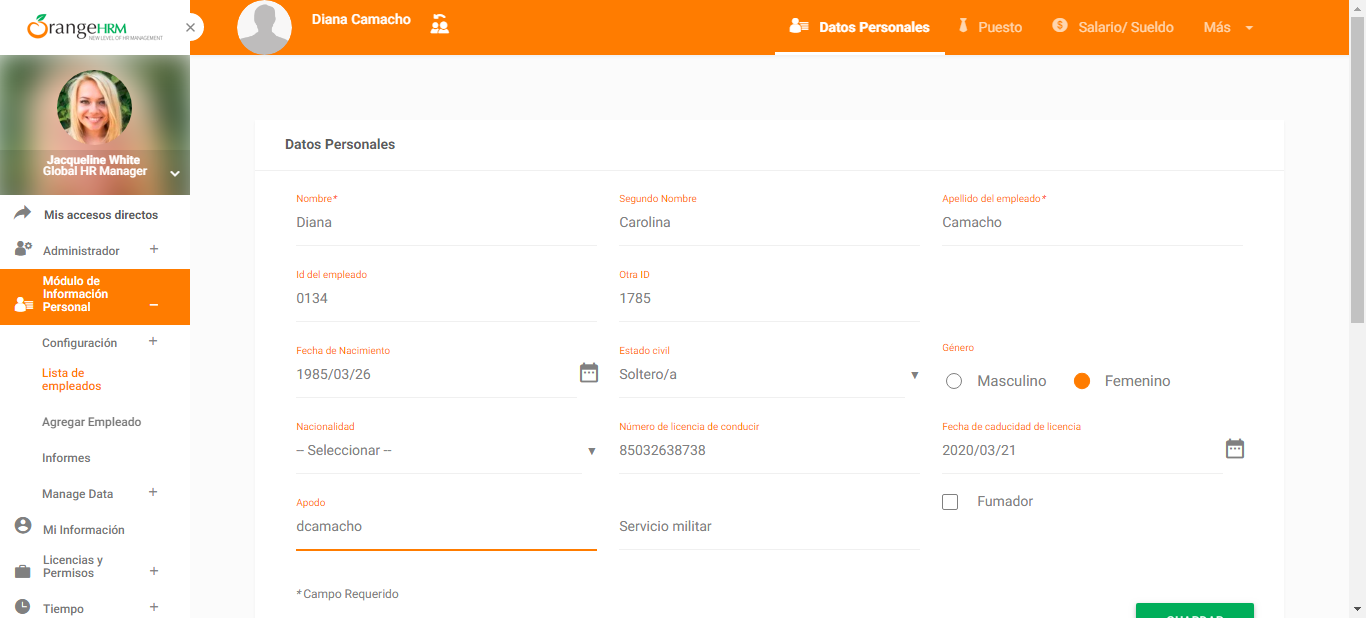 OrangeHRM
NEW LEVEL OF HR MANAGEMENT
Diana Camacho
Datos Personales
Puesto
Salario/ Sueldo
Más
Jacqueline White
Global HR Manager
Mis accesos directos
Administrador
Módulo de
Información
Personal
Configuración
Lista de
empleados
Agregar Empleado
Informes
Manage Data
Mi Información
Licencias y
Permisos
Tiempo
Datos Personales
Nombre*
Segundo Nombre
Apellido del empleado*
Diana
Carolina
Camacho
Id del empleado
Otra ID
0134
1785
Fecha de Nacimiento
Estado civil
Género
1985/03/26
Soltero/a
Masculino
Femenino
Nacionalidad
Número de licencia de conducir
Fecha de caducidad de licencia
-- Seleccionar --
85032638738
2020/03/21
Apodo
Fumador
dcamacho
Servicio militar
*Campo Requerido
GUARDAR